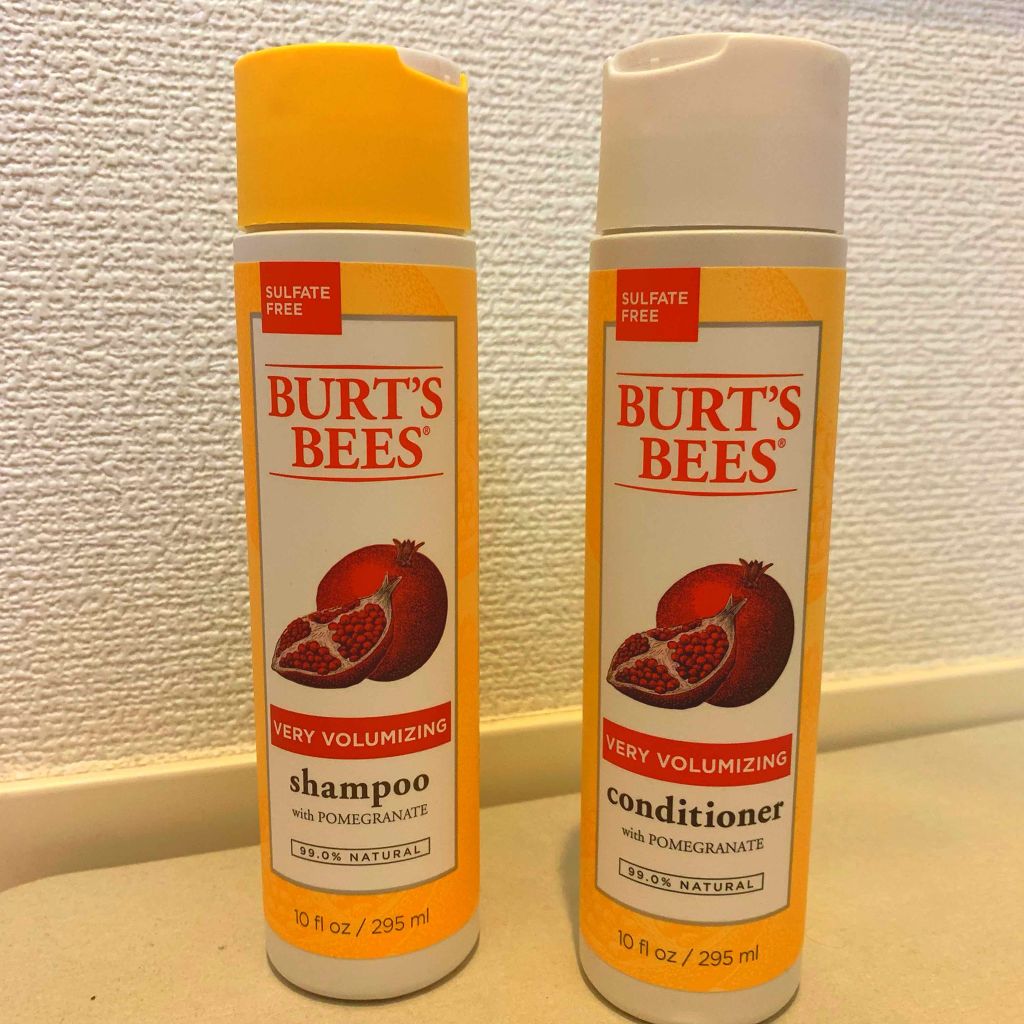 SULFATE
FREE
BURT'S
BEES®
VERY VOLUMIZING
shampoo
with POMEGRANATE
99.0% NATURAL
10 fl oz / 295 ml
SULFATE
FREE
BURT'S
BEES®
VERY VOLUMIZING
conditioner
with POMEGRANATE
99.0% NATURAL
10 fl oz / 295 ml